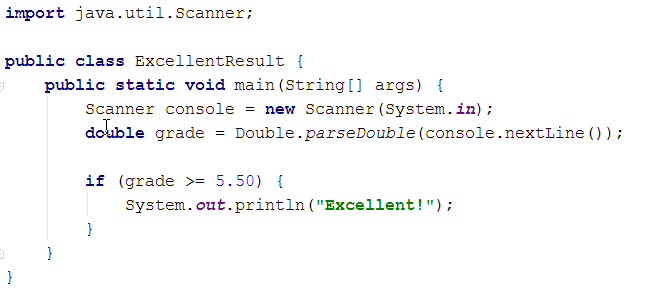 import java.util.Scanner;
public class ExcellentResult {
public static void main(String[] args) {
Scanner console = new Scanner(System.in);
double grade = Double.parseDouble(console.nextLine());
if (grade >= 5.50) {
System.out.println("Excellent!");
}
}
}